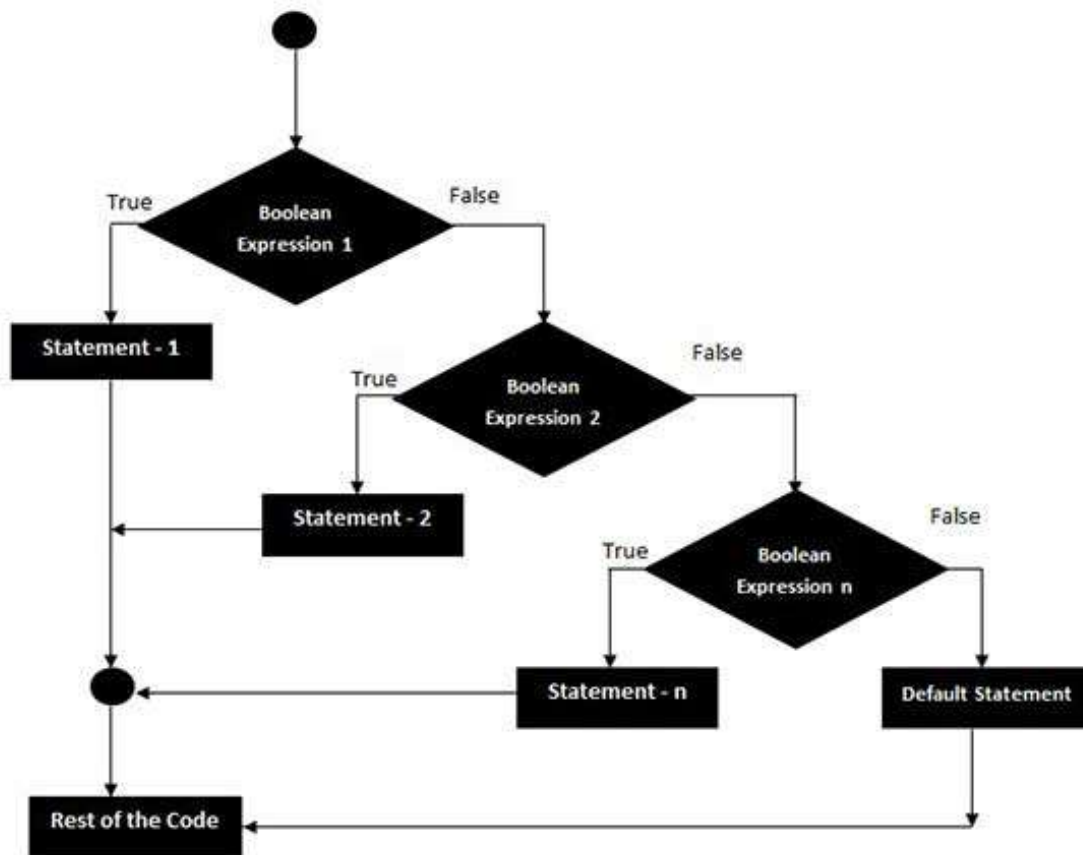 True
False
Boolean
Expression 1
Statement - 1
True
False
Boolean
Expression 2
Statement - 2
True
False
Boolean
Expression n
Statement - n
Default Statement
Rest of the Code